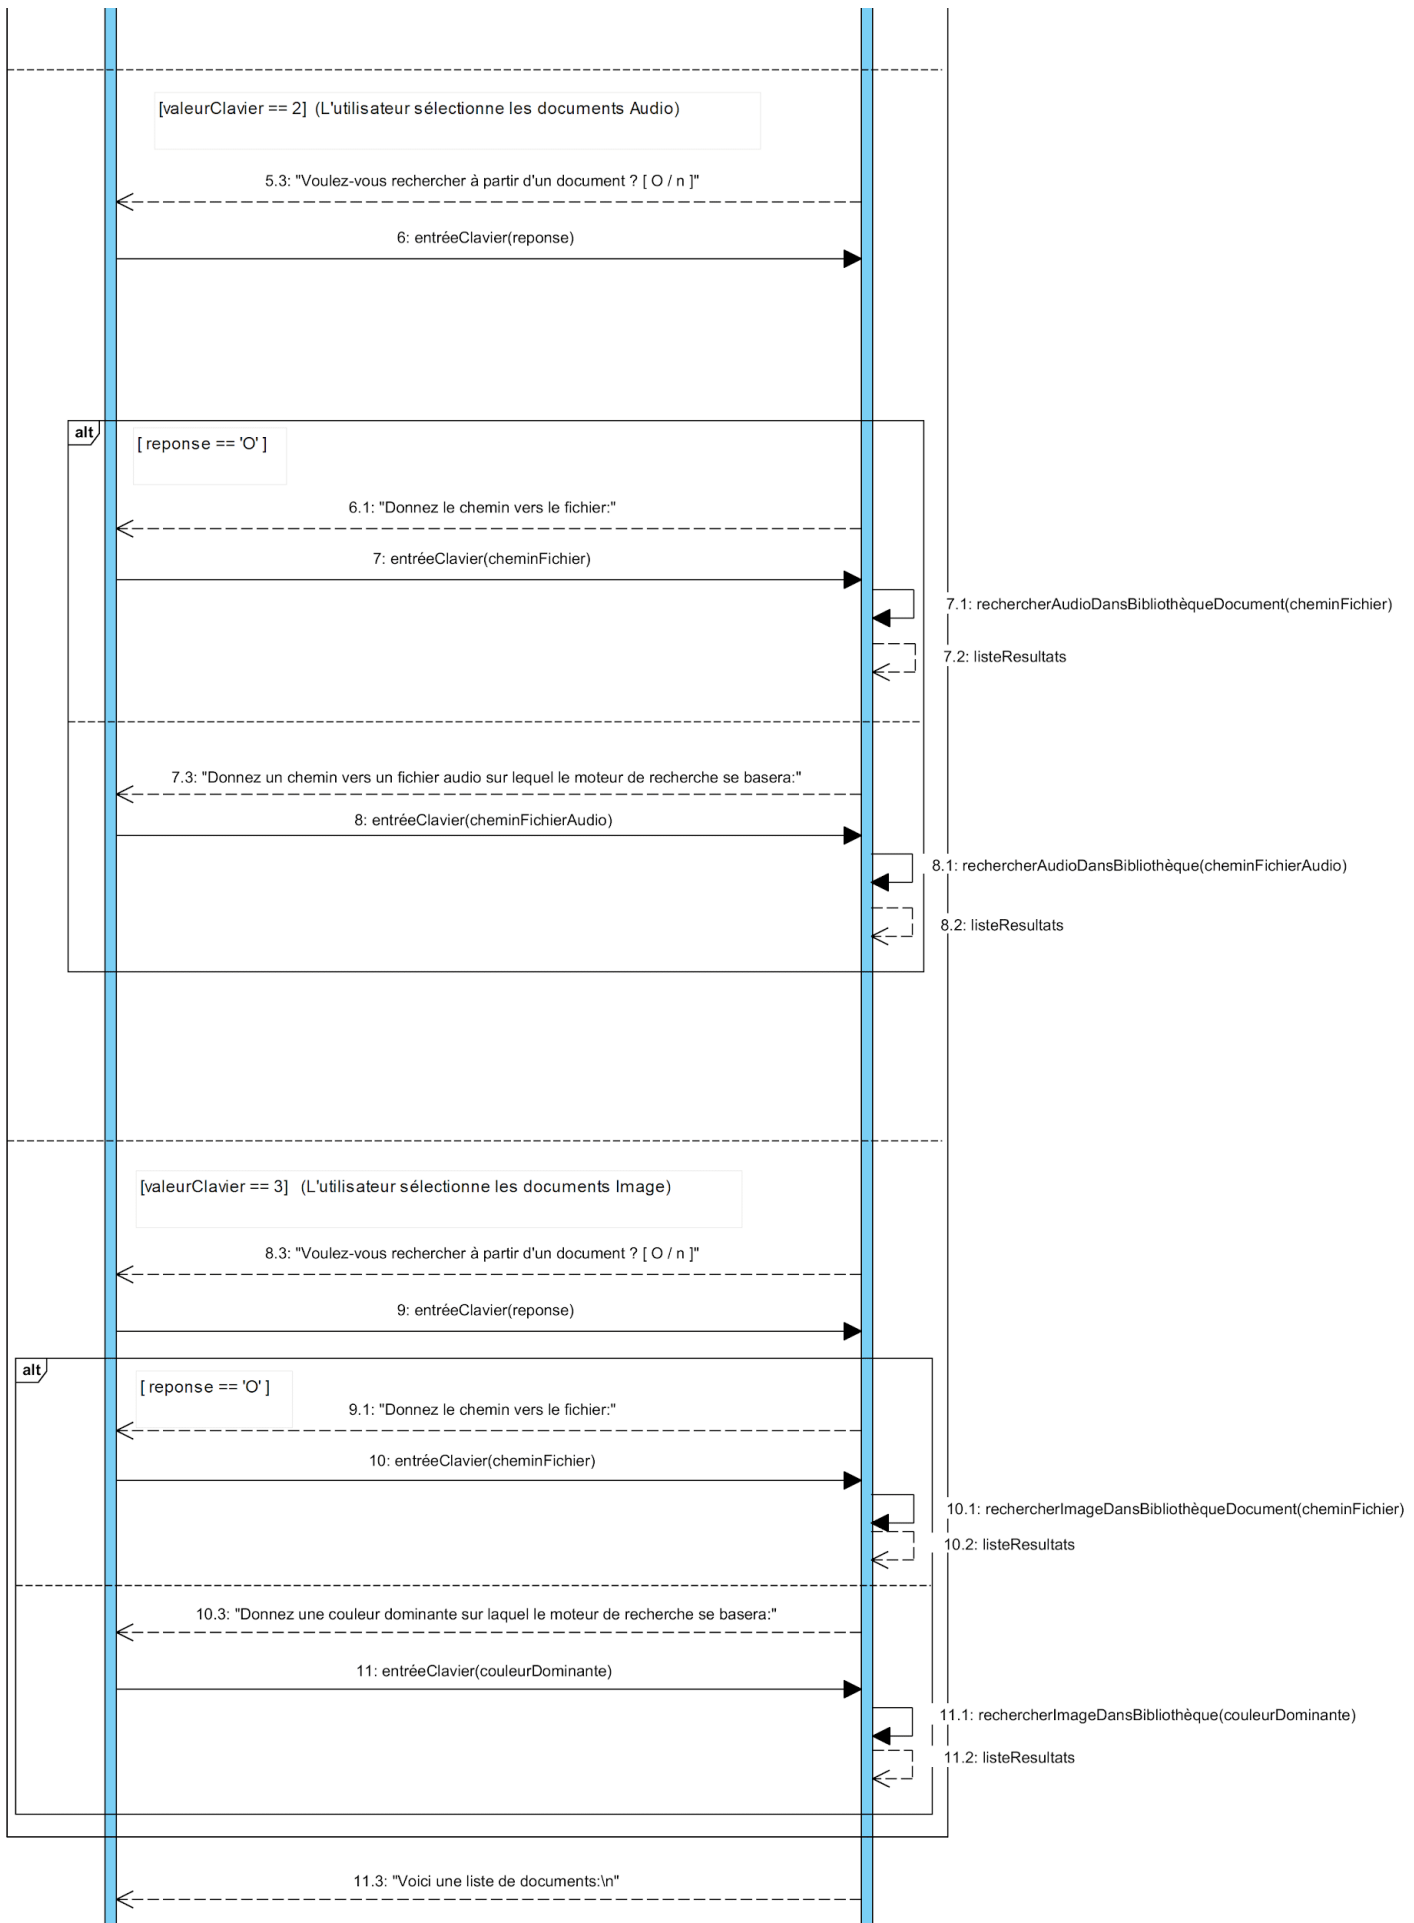 [valeurClavier == 2] (L'utilisateur sélectionne les documents Audio)
5.3: "Voulez-vous rechercher à partir d'un document ? [ O / n ]"
6: entréeClavier(reponse)
alt
[ reponse == 'O' ]
6.1: "Donnez le chemin vers le fichier:"
7: entréeClavier(cheminFichier)
7.1: rechercherAudioDansBibliothèqueDocument(cheminFichier)
7.2: listeResultats
7.3: "Donnez un chemin vers un fichier audio sur lequel le moteur de recherche se basera:"
8: entréeClavier(cheminFichierAudio)
8.1: rechercherAudioDansBibliothèque(cheminFichierAudio)
8.2: listeResultats
[valeurClavier == 3] (L'utilisateur sélectionne les documents Image)
8.3: "Voulez-vous rechercher à partir d'un document ? [ O / n ]"
9: entréeClavier(reponse)
alt
[ reponse == 'O' ]
9.1: "Donnez le chemin vers le fichier:"
10: entréeClavier(cheminFichier)
10.1: rechercherImageDansBibliothèqueDocument(cheminFichier)
10.2: listeResultats
10.3: "Donnez une couleur dominante sur laquel le moteur de recherche se basera:"
11: entréeClavier(couleurDominante)
11.1: rechercherImageDansBibliothèque(couleurDominante)
11.2: listeResultats
11.3: "Voici une liste de documents:\n"